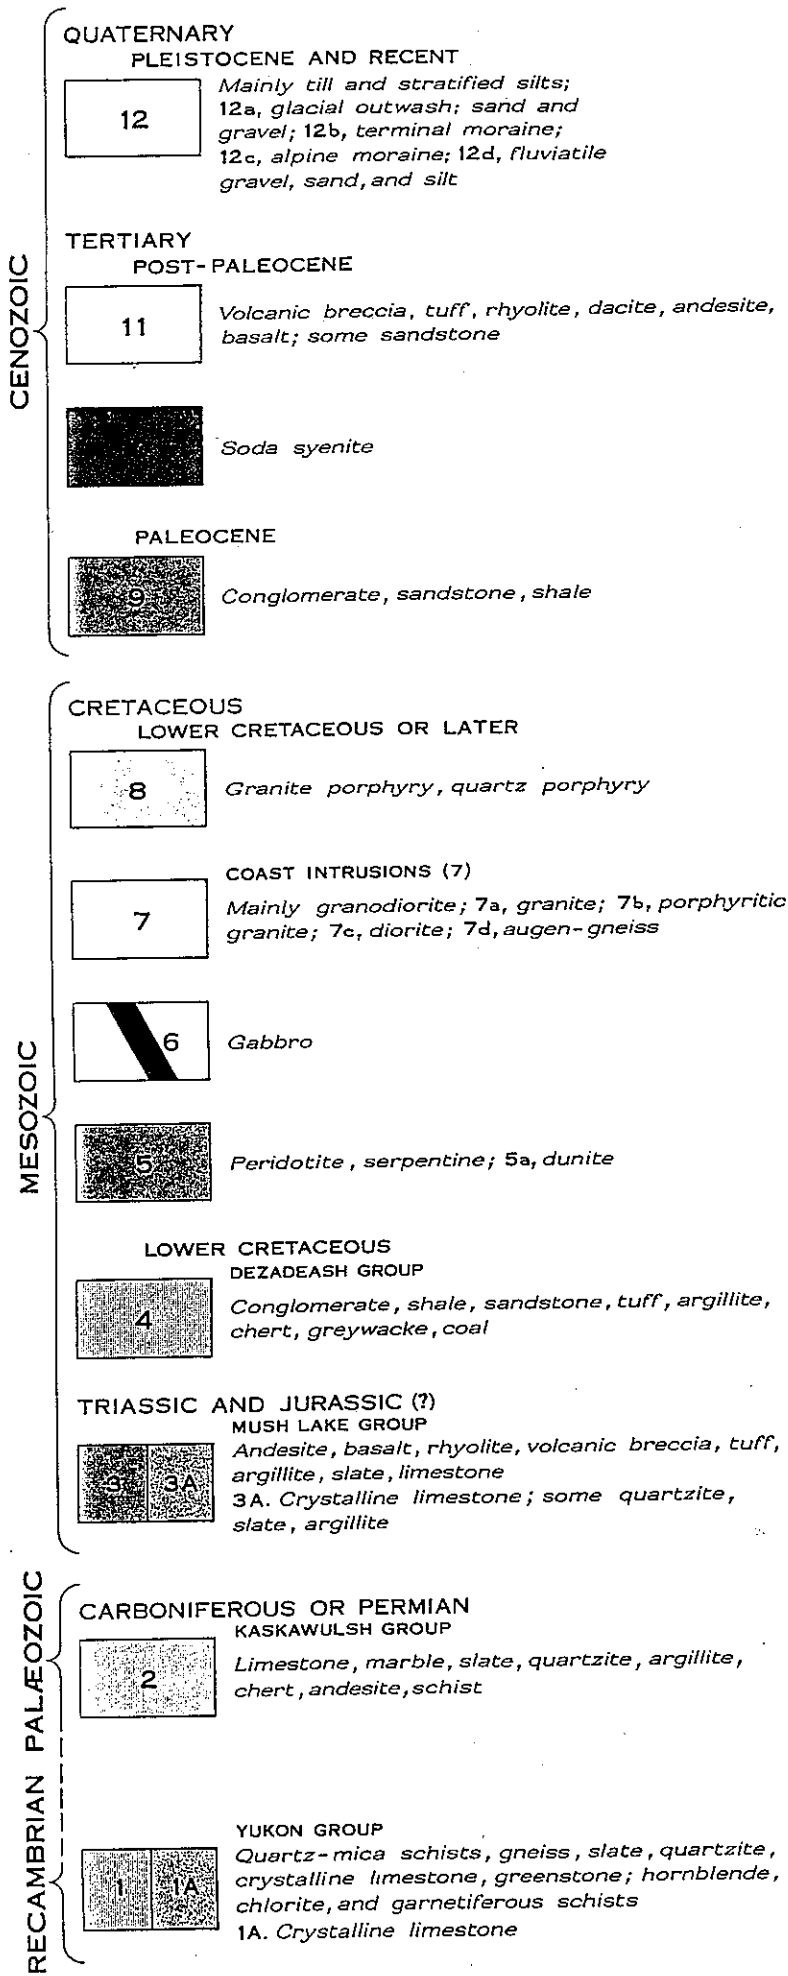 CENOZOIC
QUATERNARY
PLEISTOCENE AND RECENT
12
Mainly till and stratified silts;
12a, glacial outwash; sand and
gravel; 12b, terminal moraine;
12c, alpine moraine; 12d, fluviatile
gravel, sand, and silt
TERTIARY
POST-PALEOCENE
11
Volcanic breccia, tuff, rhyolite, dacite, andesite,
basalt; some sandstone
Soda syenite
PALEOCENE
9
Conglomerate, sandstone, shale
MESOZOIC
CRETACEOUS
LOWER CRETACEOUS OR LATER
8
Granite porphyry, quartz porphyry
COAST INTRUSIONS (7)
7
Mainly granodiorite; 7a, granite; 7b, porphyritic
granite; 7c, diorite; 7d, augen-gneiss
6
Gabbro
5
Peridotite, serpentine; 5a, dunite
LOWER CRETACEOUS
DEZADEASH GROUP
4
Conglomerate, shale, sandstone, tuff, argillite,
chert, greywacke, coal
TRIASSIC AND JURASSIC (?)
MUSH LAKE GROUP
3 3A
Andesite, basalt, rhyolite, volcanic breccia, tuff,
argillite, slate, limestone
3A. Crystalline limestone; some quartzite,
slate, argillite
PALÆOZOIC
CARBONIFEROUS OR PERMIAN
KASKAWULSH GROUP
2
Limestone, marble, slate, quartzite, argillite,
chert, andesite, schist
RECAMBRIAN
YUKON GROUP
1 1A
Quartz-mica schists, gneiss, slate, quartzite,
crystalline limestone, greenstone; hornblende,
chlorite, and garnetiferous schists
1A. Crystalline limestone